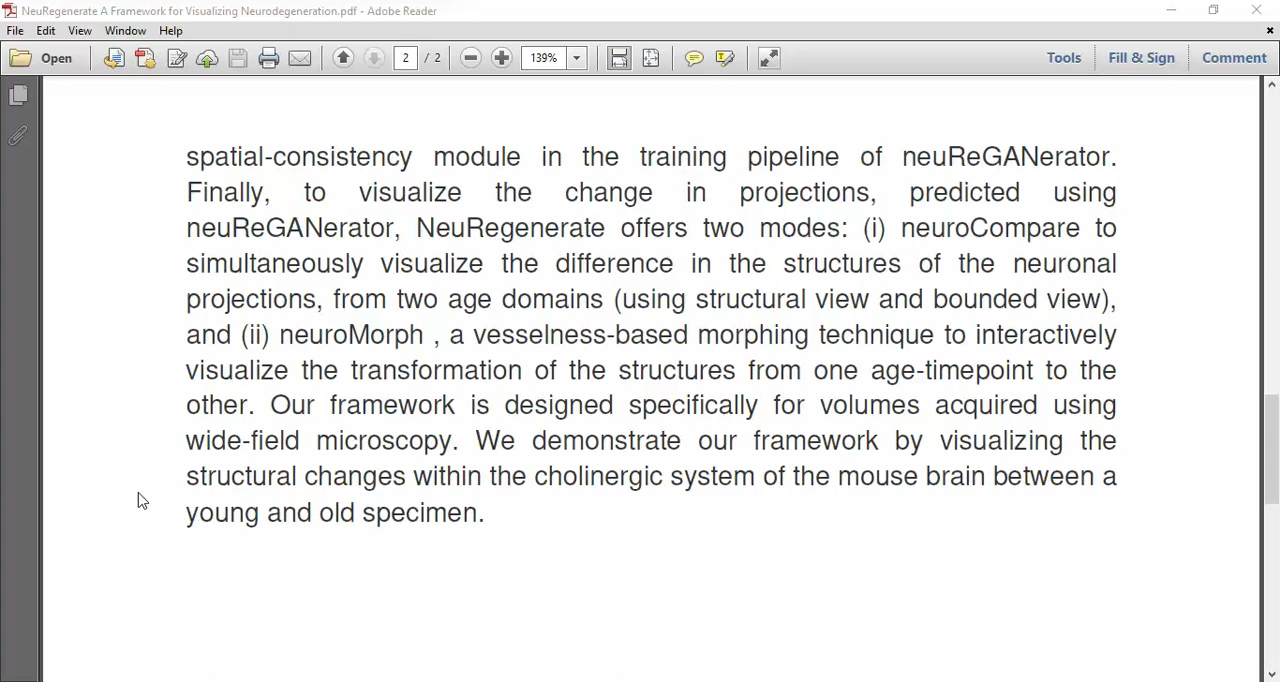 NeuRegenerate A Framework for Visualizing Neurodegeneration.pdf - Adobe Reader
File Edit View Window Help
Open 2 / 2 139% Tools Fill & Sign Comment
spatial-consistency module in the training pipeline of neuReGANerator.
Finally, to visualize the change in projections, predicted using
neuReGANerator, NeuRegenerate offers two modes: (i) neuroCompare to
simultaneously visualize the difference in the structures of the neuronal
projections, from two age domains (using structural view and bounded view),
and (ii) neuroMorph , a vesselness-based morphing technique to interactively
visualize the transformation of the structures from one age-timepoint to the
other. Our framework is designed specifically for volumes acquired using
wide-field microscopy. We demonstrate our framework by visualizing the
structural changes within the cholinergic system of the mouse brain between a
young and old specimen.